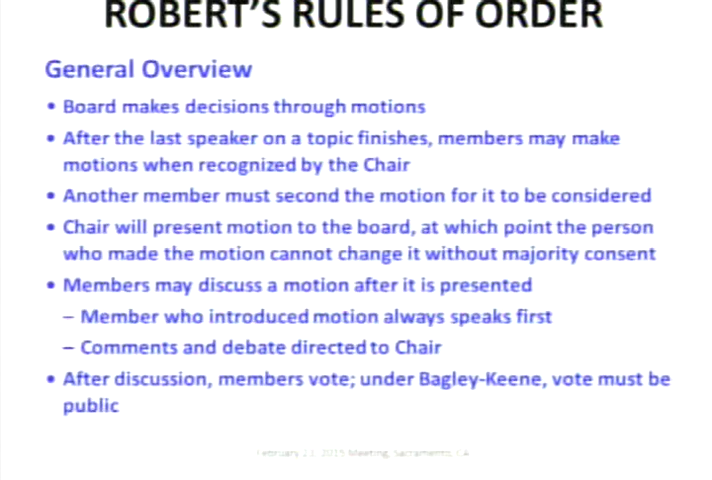 ROBERT'S RULES OF ORDER
General Overview
• Board makes decisions through motions
• After the last speaker on a topic finishes, members may make
motions when recognized by the Chair
• Another member must second the motion for it to be considered
• Chair will present motion to the board, at which point the person
who made the motion cannot change it without majority consent
• Members may discuss a motion after it is presented
– Member who introduced motion always speaks first
– Comments and debate directed to Chair
• After discussion, members vote; under Bagley-Keene, vote must be
public
February 2015 Meeting, Sacramento, CA